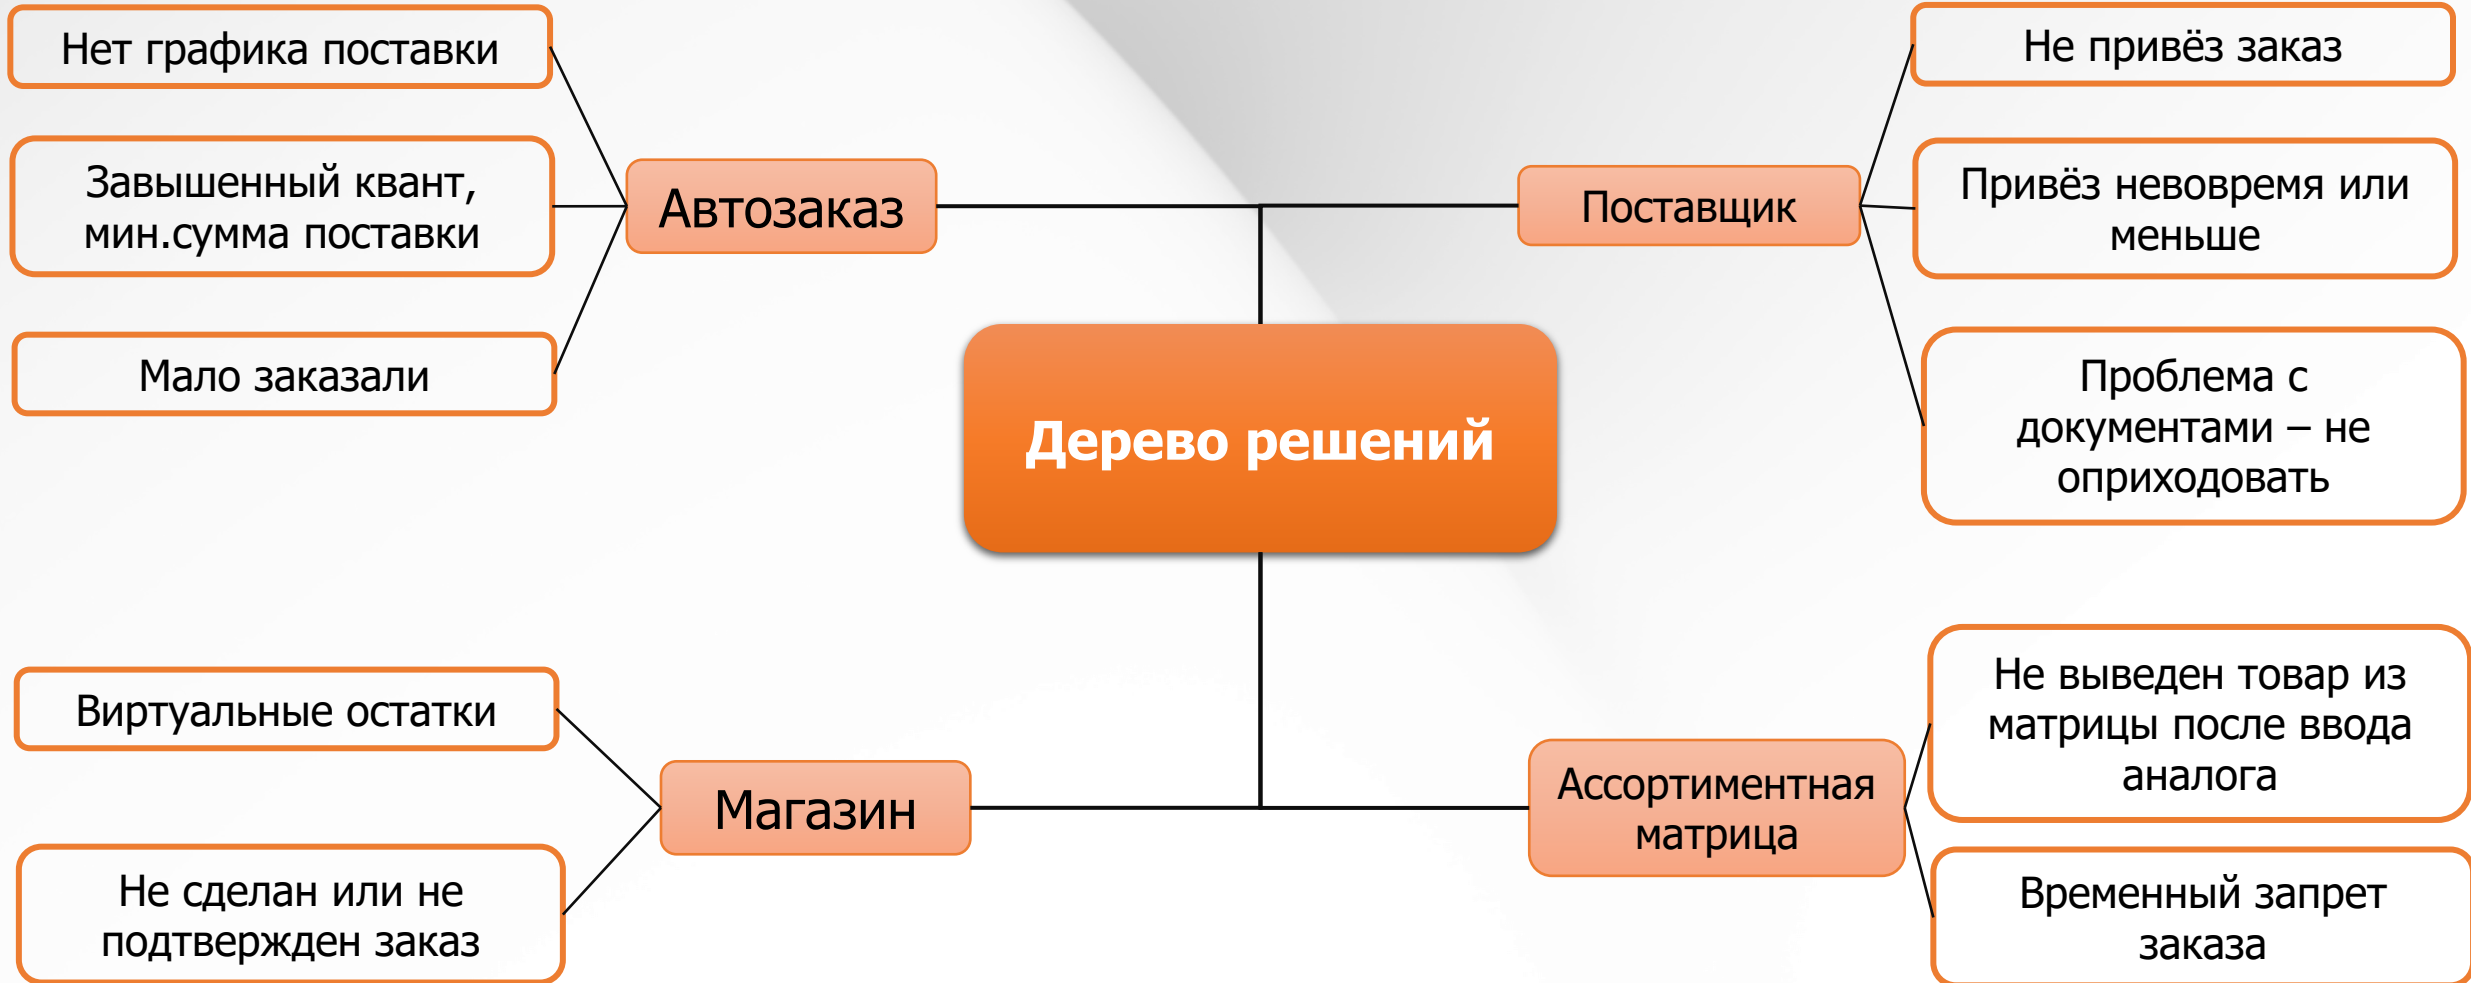 Нет графика поставки
Завышенный квант,
мин.сумма поставки
Мало заказали
Автозаказ
Поставщик
Не привёз заказ
Привёз невовремя или
меньше
Проблема с
документами – не
оприходовать
Дерево решений
Виртуальные остатки
Не сделан или не
подтвержден заказ
Магазин
Ассортиментная
матрица
Не выведен товар из
матрицы после ввода
аналога
Временный запрет
заказа